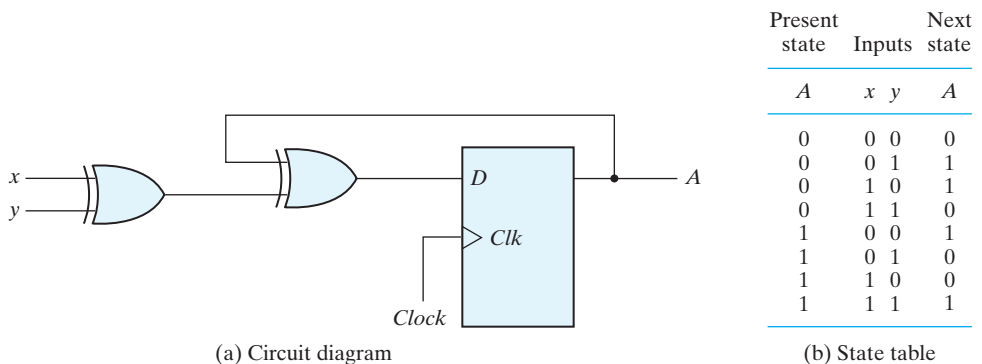 x
y
D
Clk
Clock
A
(a) Circuit diagram
Present Next
state Inputs state
A x y A
0 0 0 0
0 0 1 1
0 1 0 1
0 1 1 0
1 0 0 1
1 0 1 0
1 1 0 0
1 1 1 1
(b) State table